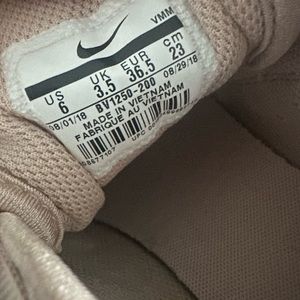 VMM
US UK EUR cm
6 3.5 36.5 23
08/01/18 BV1250-200 08/29/18
MADE IN VIETNAM
FABRIQUÉ AU VIETNAM